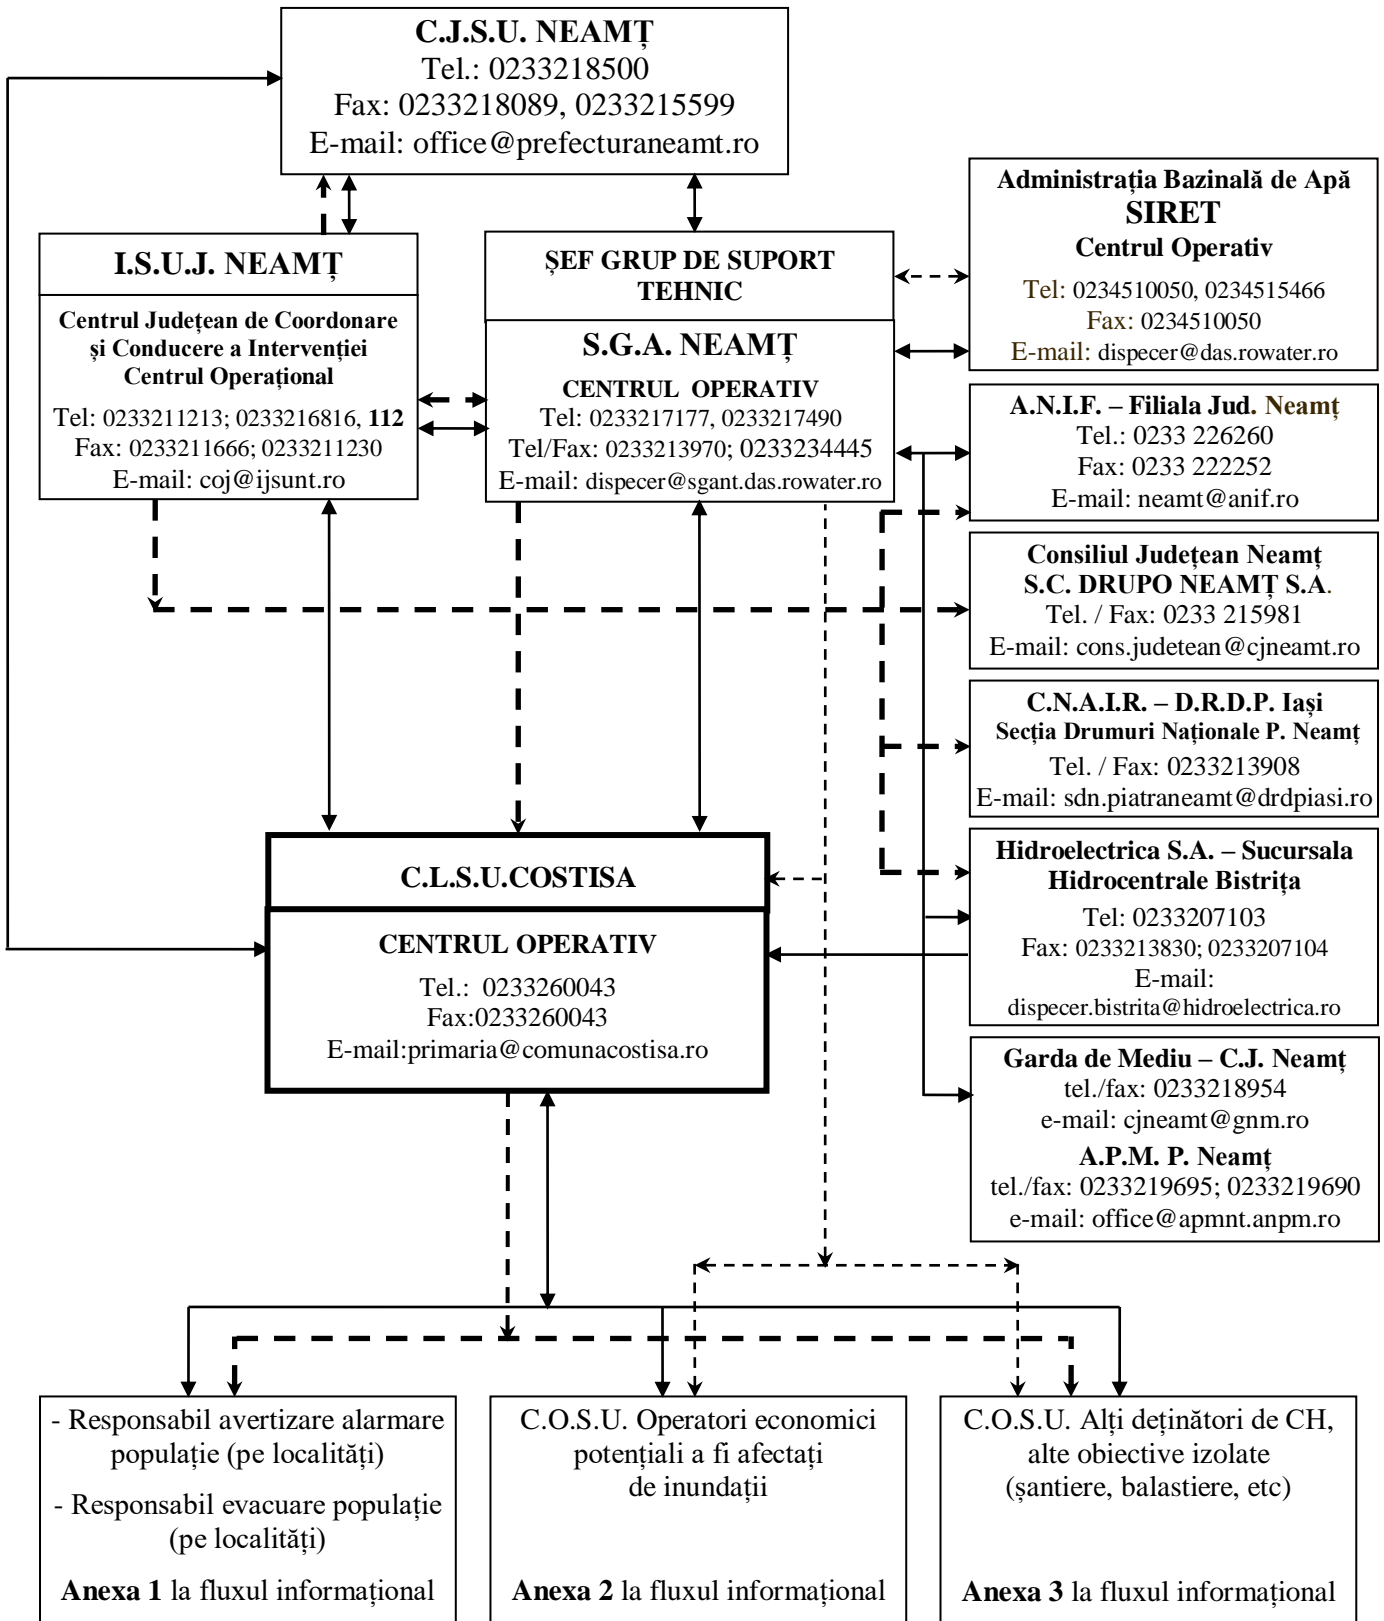 C.J.S.U. NEAMȚ
Tel.: 0233218500
Fax: 0233218089, 0233215599
E-mail: office@prefecturaneamt.ro
I.S.U.J. NEAMȚ
Centrul Județean de Coordonare
și Conducere a Intervenției
Centrul Operațional
Tel: 0233211213; 0233216816, 112
Fax: 0233211666; 0233211230
E-mail: coj@ijsunt.ro
ȘEF GRUP DE SUPORT
TEHNIC
S.G.A. NEAMȚ
CENTRUL OPERATIV
Tel: 0233217177, 0233217490
Tel/Fax: 0233213970; 0233234445
E-mail: dispecer@sgant.das.rowater.ro
Administrația Bazinală de Apă
SIRET
Centrul Operativ
Tel: 0234510050, 0234515466
Fax: 0234510050
E-mail: dispecer@das.rowater.ro
A.N.I.F. – Filiala Jud. Neamț
Tel.: 0233 226260
Fax: 0233 222252
E-mail: neamt@anif.ro
Consiliul Județean Neamț
S.C. DRUPO NEAMȚ S.A.
Tel. / Fax: 0233 215981
E-mail: cons.judetean@cjneamt.ro
C.N.A.I.R. – D.R.D.P. Iași
Secția Drumuri Naționale P. Neamț
Tel. / Fax: 0233213908
E-mail: sdn.piatraneamt@drdpiasi.ro
Hidroelectrica S.A. – Sucursala
Hidrocentrale Bistrița
Tel: 0233207103
Fax: 0233213830; 0233207104
E-mail:
dispecer.bistrita@hidroelectrica.ro
Garda de Mediu – C.J. Neamț
tel./fax: 0233218954
e-mail: cjneamt@gnm.ro
A.P.M. P. Neamț
tel./fax: 0233219695; 0233219690
e-mail: office@apmnt.anpm.ro
C.L.S.U.COSTISA
CENTRUL OPERATIV
Tel.: 0233260043
Fax:0233260043
E-mail:primaria@comunacostisa.ro
- Responsabil avertizare alarmare
populație (pe localități)
- Responsabil evacuare populație
(pe localități)
Anexa 1 la fluxul informațional
C.O.S.U. Operatori economici
potențiali a fi afectați
de inundații
Anexa 2 la fluxul informațional
C.O.S.U. Alți deținători de CH,
alte obiective izolate
(șantiere, balastiere, etc)
Anexa 3 la fluxul informațional